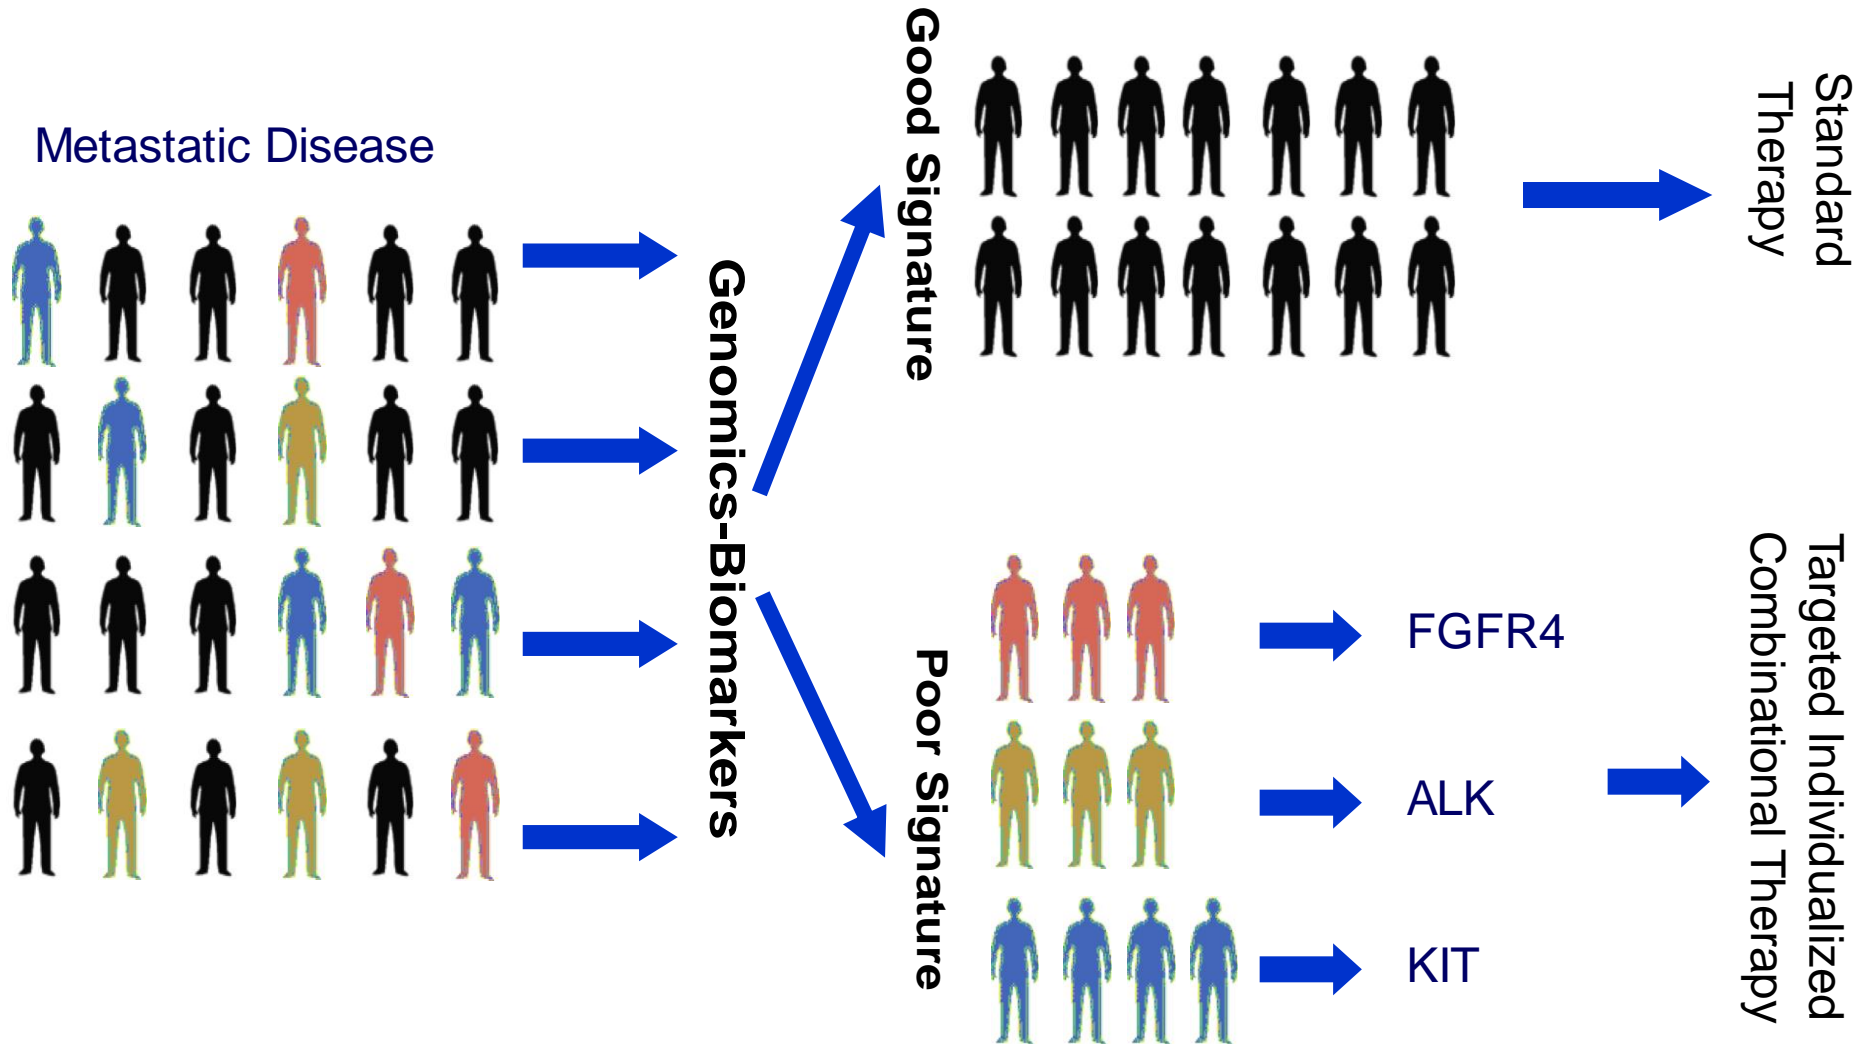 Metastatic Disease
Genomics-Biomarkers
Good Signature
Standard
Therapy
Poor Signature
FGFR4
ALK
KIT
Targeted Individualized
Combinational Therapy